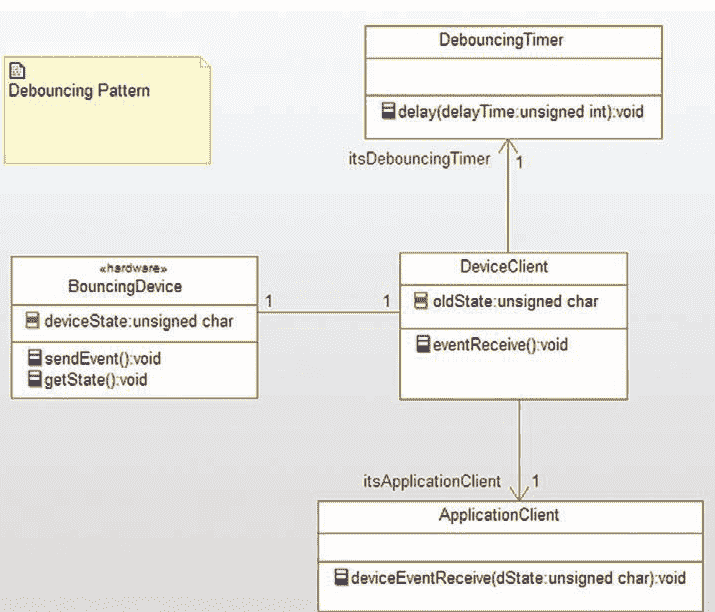 DebouncingTimer
Debouncing Pattern
delay(delayTime:unsigned int):void
itsDebouncingTimer
1
«hardware»
BouncingDevice
DeviceClient
1
1
deviceState:unsigned char
oldState:unsigned char
sendEvent():void
getState():void
eventReceive():void
itsApplicationClient
1
ApplicationClient
deviceEventReceive(dState:unsigned char):void